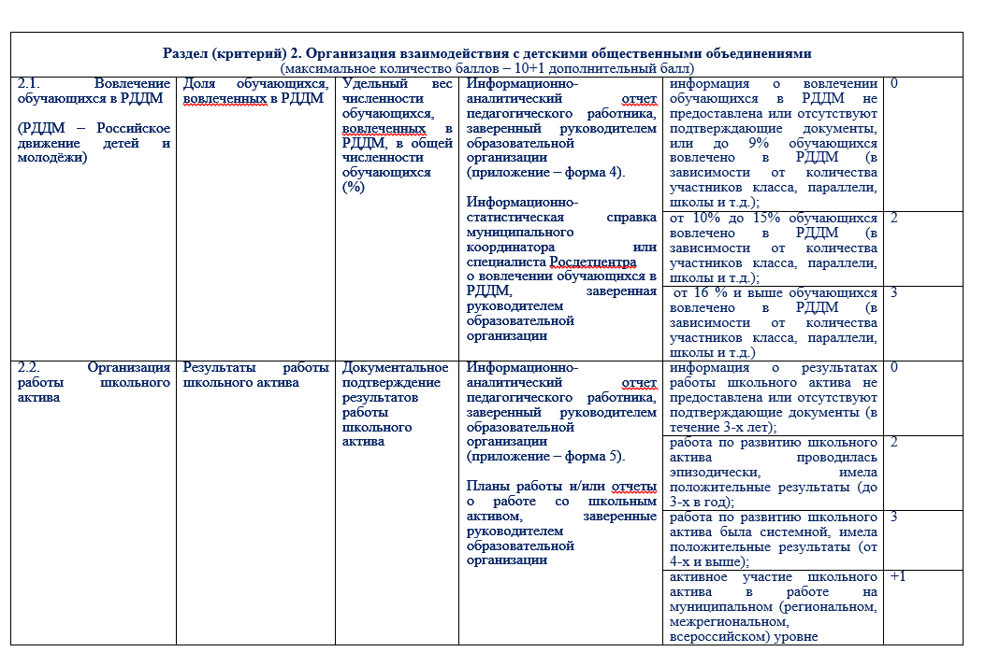 Раздел (критерий) 2. Организация взаимодействия с детскими общественными объединениями
(максимальное количество баллов – 10+1 дополнительный балл)
2.1. Вовлечение
обучающихся в РДДМ
(РДДМ – Российское
движение детей и
молодёжи)
Доля обучающихся,
вовлеченных в РДДМ
Удельный вес
численности
обучающихся,
вовлеченных в
РДДМ, в общей
численности
обучающихся
(%)
Информационно-
аналитический отчет
педагогического работника,
заверенный руководителем
образовательной
организации
(приложение – форма 4).
Информационно-
статистическая справка
муниципального
координатора или
специалиста Росдетцентра
о вовлечении обучающихся в
РДДМ, заверенная
руководителем
образовательной
организации
информация о вовлечении
обучающихся в РДДМ не
предоставлена или отсутствуют
подтверждающие документы,
или до 9% обучающихся
вовлечено в РДДМ (в
зависимости от количества
участников класса, параллели,
школы и т.д.);
0
от 10% до 15% обучающихся
вовлечено в РДДМ (в
зависимости от количества
участников класса, параллели,
школы и т.д.);
2
от 16 % и выше обучающихся
вовлечено в РДДМ (в
зависимости от количества
участников класса, параллели,
школы и т.д.)
3
2.2. Организация
работы школьного
актива
Результаты работы
школьного актива
Документальное
подтверждение
результатов
работы
школьного
актива
Информационно-
аналитический отчет
педагогического работника,
заверенный руководителем
образовательной
организации
(приложение – форма 5).
Планы работы и/или отчеты
о работе со школьным
активом, заверенные
руководителем
образовательной
организации
информация о результатах
работы школьного актива не
предоставлена или отсутствуют
подтверждающие документы (в
течение 3-х лет);
0
работа по развитию школьного
актива проводилась
эпизодически, имела
положительные результаты (до
3-х в год);
2
работа по развитию школьного
актива была системной, имела
положительные результаты (от
4-х и выше);
3
активное участие школьного
актива в работе на
муниципальном (региональном,
межрегиональном,
всероссийском) уровне
+1